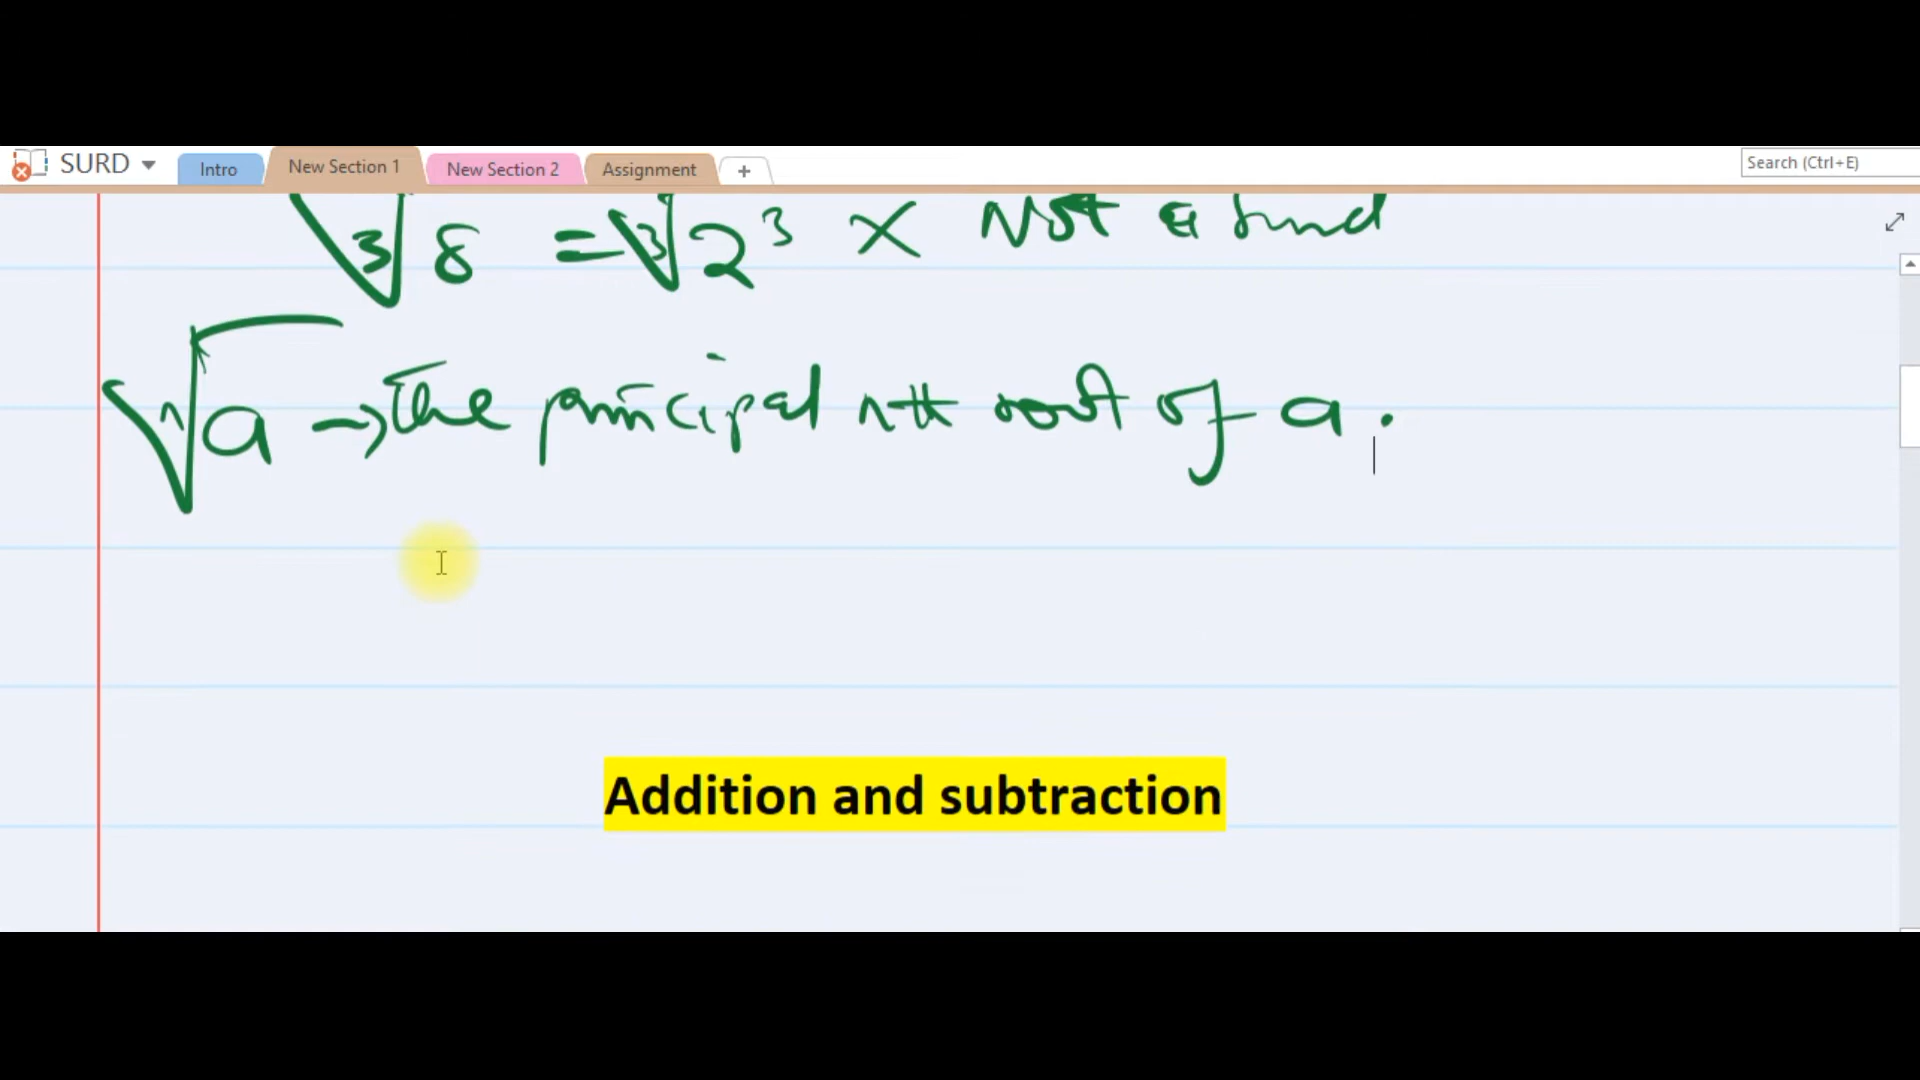 SURD
Intro
New Section 1
New Section 2
Assignment
+
Search (Ctrl+E)
∛8 = ∛2³ × Not a surd
ⁿ√a → The principal nth root of a.
Addition and subtraction